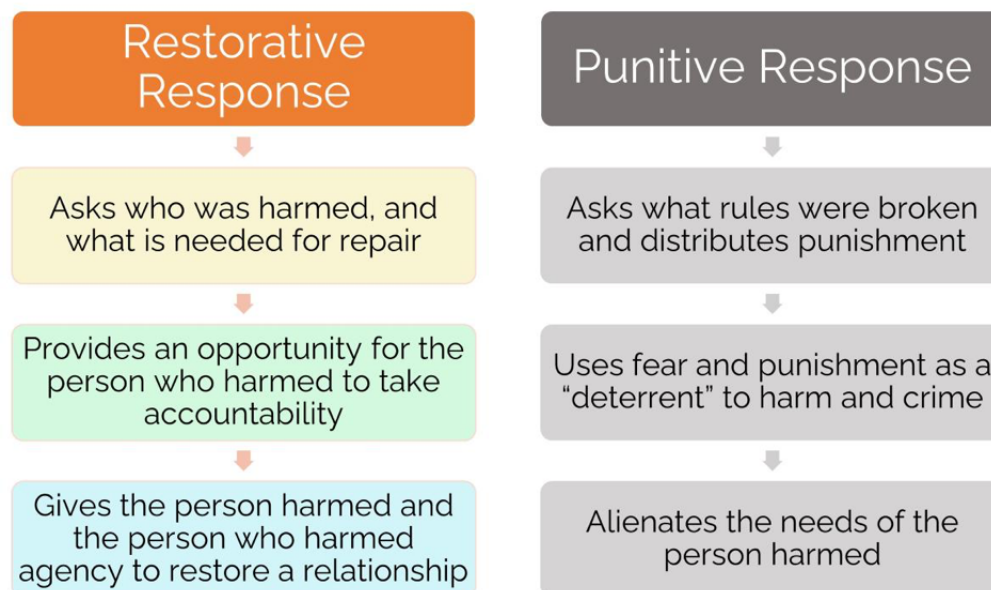 Restorative
Response
Asks who was harmed, and
what is needed for repair
Provides an opportunity for the
person who harmed to take
accountability
Gives the person harmed and
the person who harmed
agency to restore a relationship
Punitive Response
Asks what rules were broken
and distributes punishment
Uses fear and punishment as a
“deterrent” to harm and crime
Alienates the needs of the
person harmed